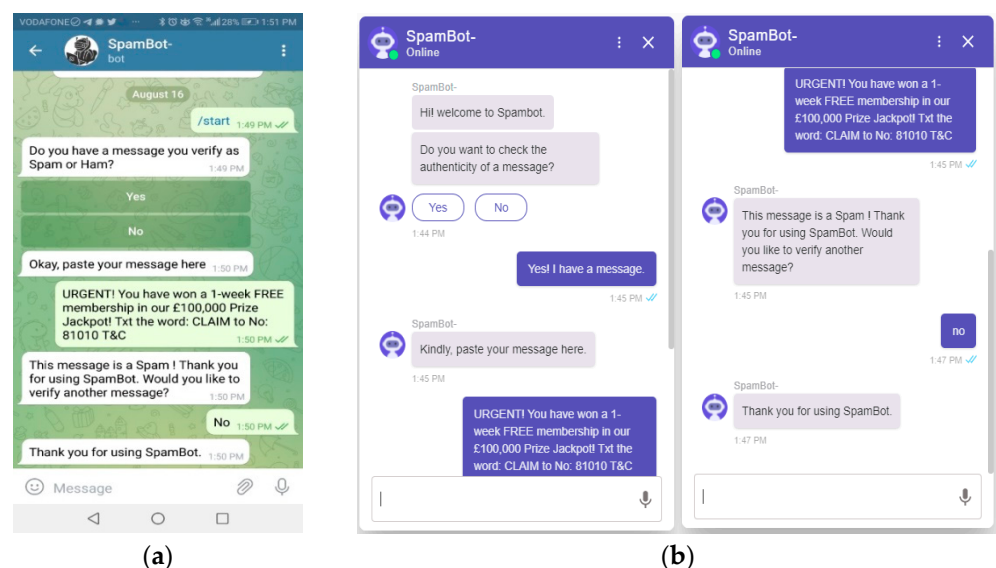 VODAFONE 28% 1:51 PM
SpamBot-
bot
August 16
/start 1:49 PM
Do you have a message you verify as
Spam or Ham?
1:49 PM
Yes
No
Okay, paste your message here 1:50 PM
URGENT! You have won a 1-week FREE
membership in our £100,000 Prize
Jackpot! Txt the word: CLAIM to No:
81010 T&C
1:50 PM
This message is a Spam ! Thank you
for using SpamBot. Would you like to
verify another message?
1:50 PM
No 1:50 PM
Thank you for using SpamBot. 1:50 PM
Message
(a)
SpamBot-
Online
SpamBot-
Hi! welcome to Spambot.
Do you want to check the
authenticity of a message?
Yes No
1:44 PM
Yes! I have a message.
1:45 PM
SpamBot-
Kindly, paste your message here.
1:45 PM
URGENT! You have won a 1-
week FREE membership in our
£100,000 Prize Jackpot! Txt the
word: CLAIM to No: 81010 T&C
SpamBot-
Online
URGENT! You have won a 1-
week FREE membership in our
£100,000 Prize Jackpot! Txt the
word: CLAIM to No: 81010 T&C
1:45 PM
SpamBot-
This message is a Spam ! Thank
you for using SpamBot. Would
you like to verify another
message?
1:45 PM
no
1:47 PM
SpamBot-
Thank you for using SpamBot.
1:47 PM
(b)